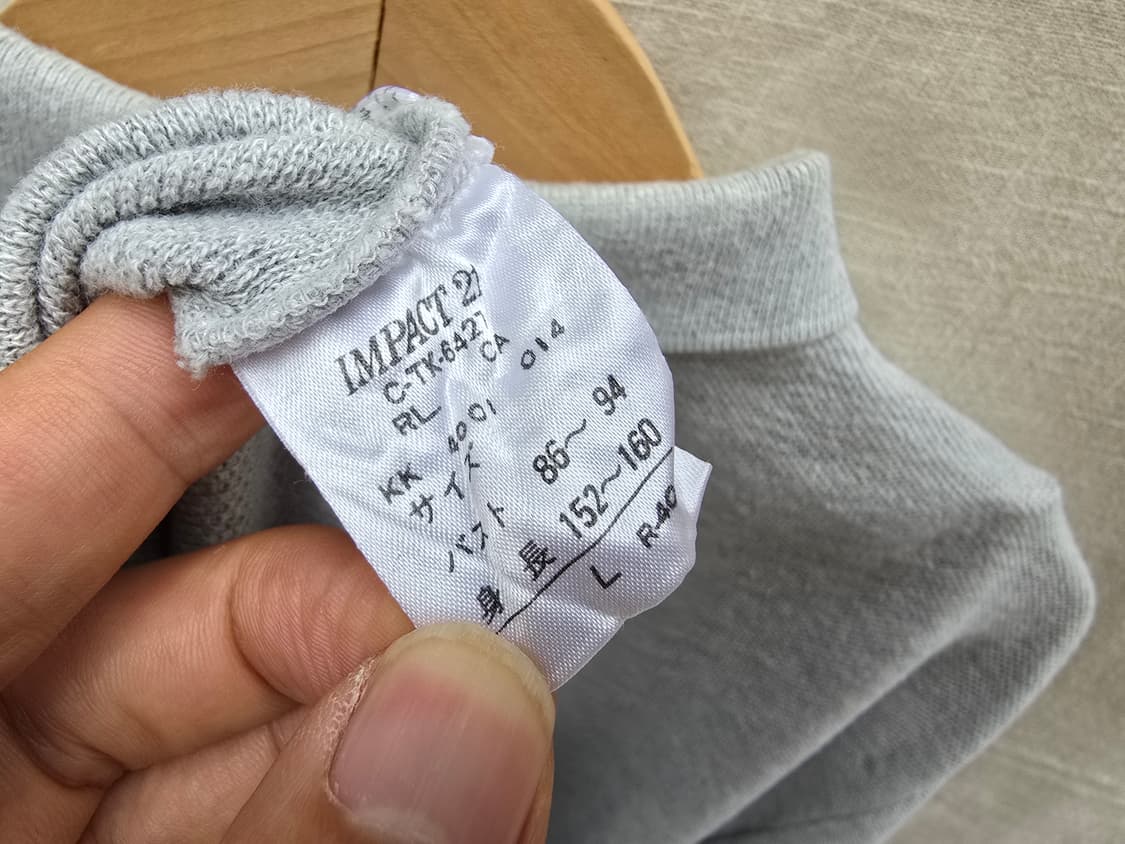 IMPACT 21
C-TK-6427
RL CA 014
KK 4001
サイズ
バスト 86〜94
身長 152〜160
L R-40